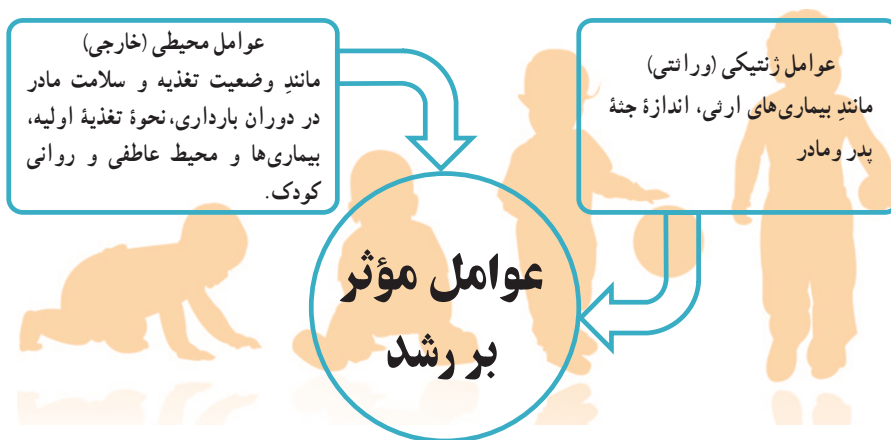 عوامل ژنتیکی (وراثتی)
مانندِ بیماری‌های ارثی، اندازهٔ جثهٔ
پدر و مادر
عوامل محیطی (خارجی)
مانندِ وضعیت تغذیه و سلامت مادر
در دوران بارداری، نحوهٔ تغذیهٔ اولیه،
بیماری‌ها و محیط عاطفی و روانی
کودک.
عوامل مؤثر
بر رشد